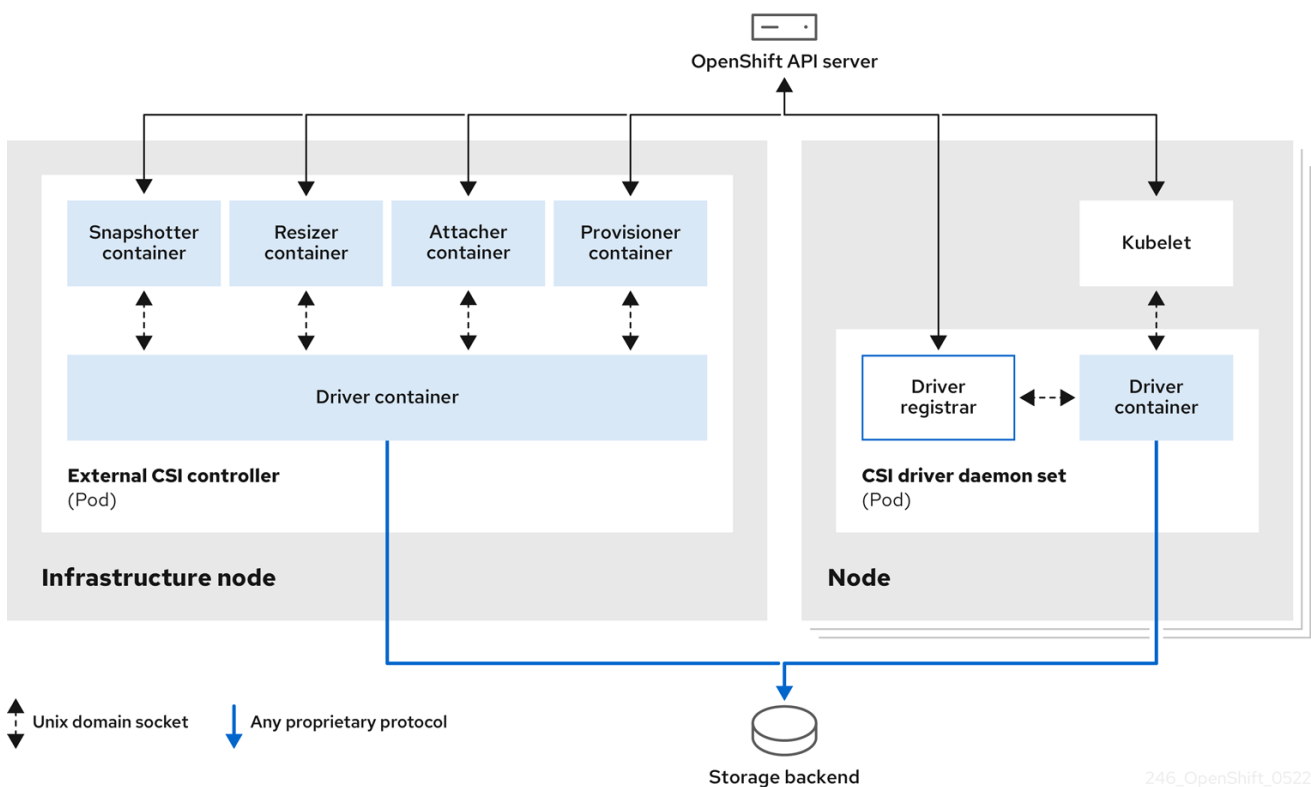 OpenShift API server
Snapshotter
container
Resizer
container
Attacher
container
Provisioner
container
Kubelet
Driver container
Driver
registrar
Driver
container
External CSI controller
(Pod)
CSI driver daemon set
(Pod)
Infrastructure node
Node
Unix domain socket
Any proprietary protocol
Storage backend
246_OpenShift_0522